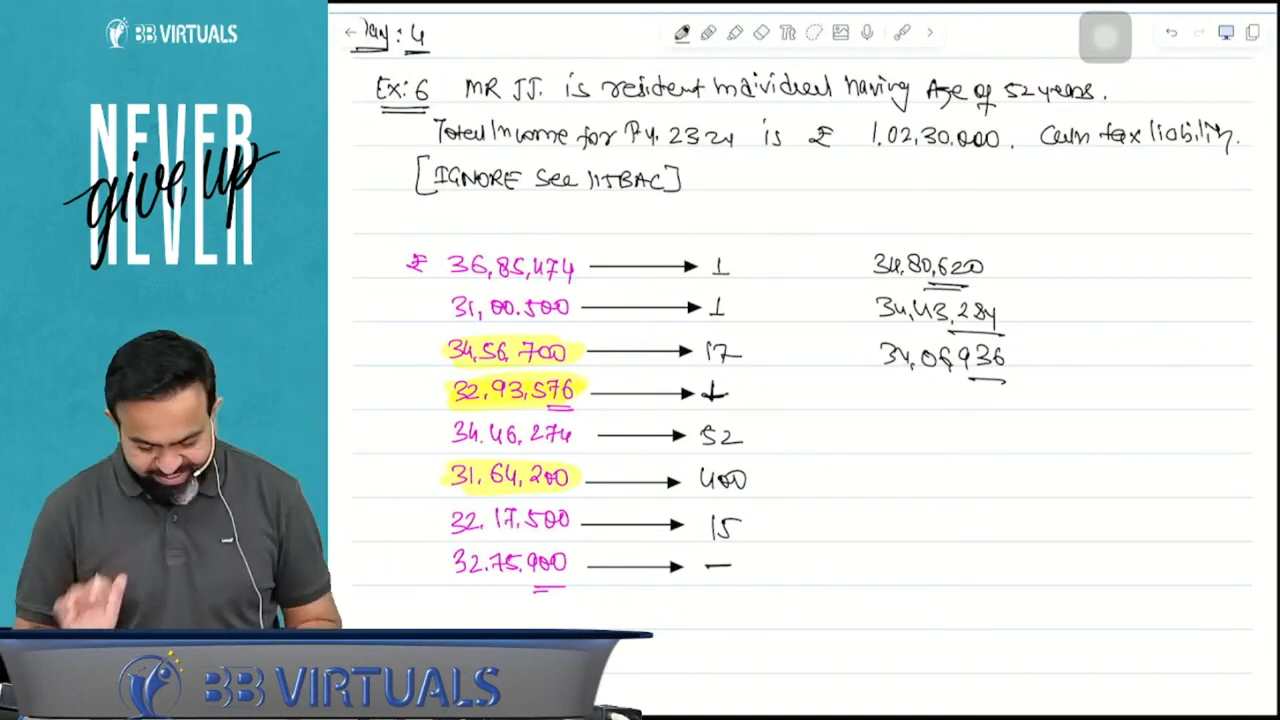 BB VIRTUALS
NEVER
give up
NEVER
Day: 4
Ex: 6 MR JJ. is resident Individual having Age of 52 years.
Total Income for P.Y. 23 24 is ₹ 1,02,30,000. Calculate tax liability.
[IGNORE Sec 115BAC]
₹ 36,85,474 → 1 34,80,620
31,00.500 → 1 34,43,284
34,56,700 → 17 34,06,936
32,93,576 → 1
34.46,274 → 52
31,64,200 → 400
32,17,500 → 15
32.75.900 → —
BB VIRTUALS